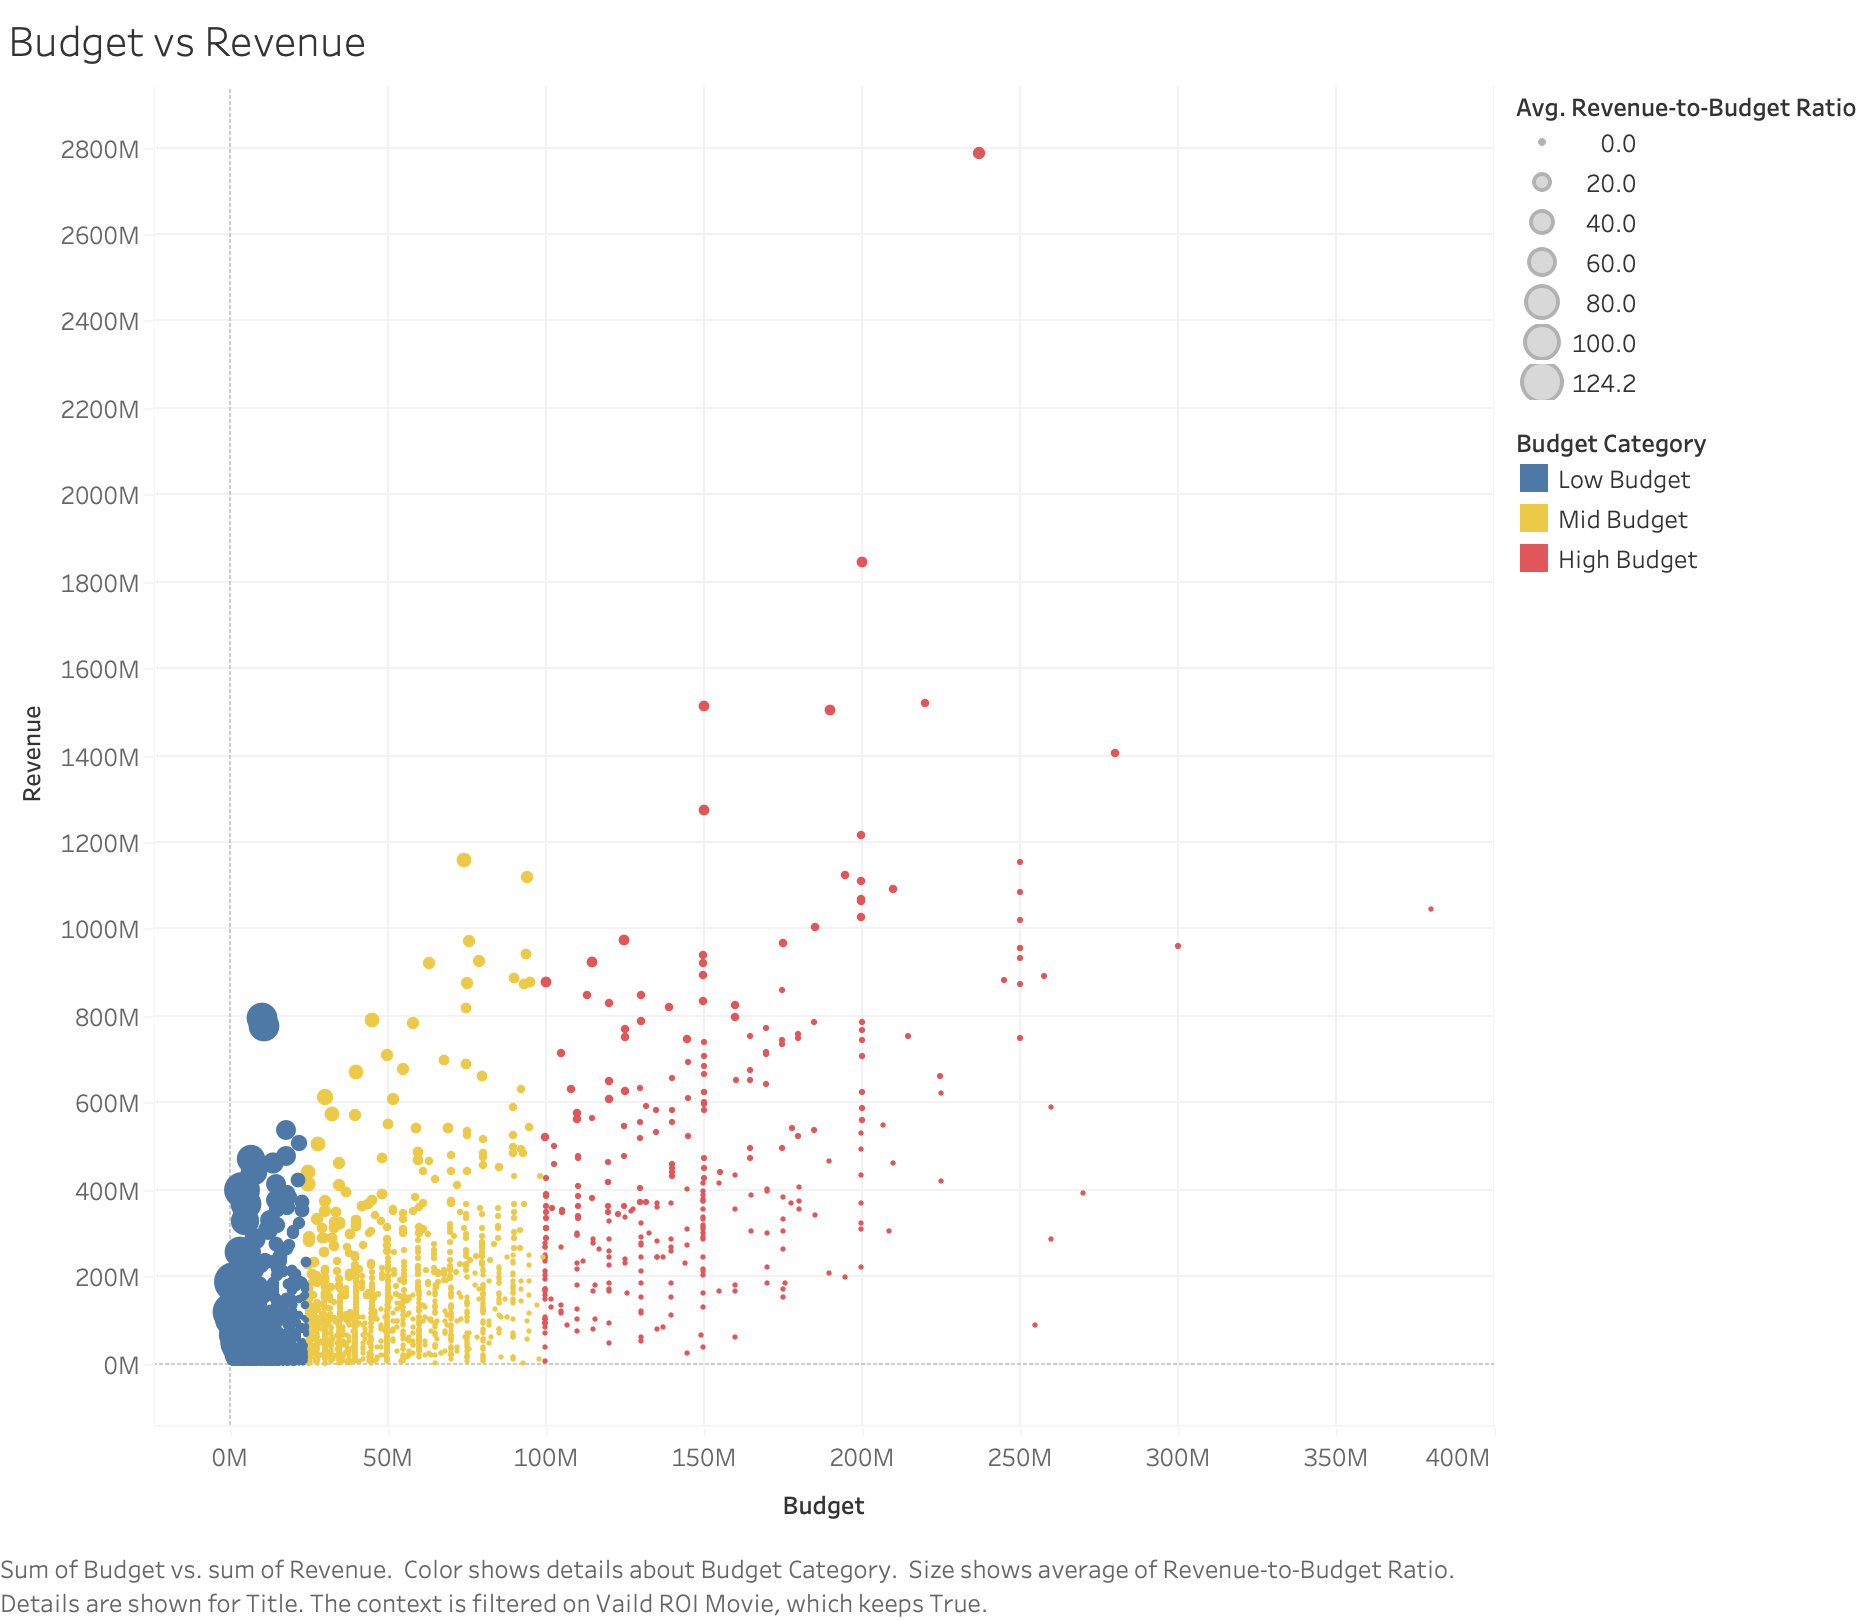 Budget vs Revenue
2800M
2600M
2400M
2200M
2000M
1800M
1600M
1400M
1200M
1000M
800M
600M
400M
200M
0M
Revenue
0M 50M 100M 150M 200M 250M 300M 350M 400M
Budget
Avg. Revenue-to-Budget Ratio
0.0
20.0
40.0
60.0
80.0
100.0
124.2
Budget Category
Low Budget
Mid Budget
High Budget
Sum of Budget vs. sum of Revenue. Color shows details about Budget Category. Size shows average of Revenue-to-Budget Ratio.
Details are shown for Title. The context is filtered on Vaild ROI Movie, which keeps True.